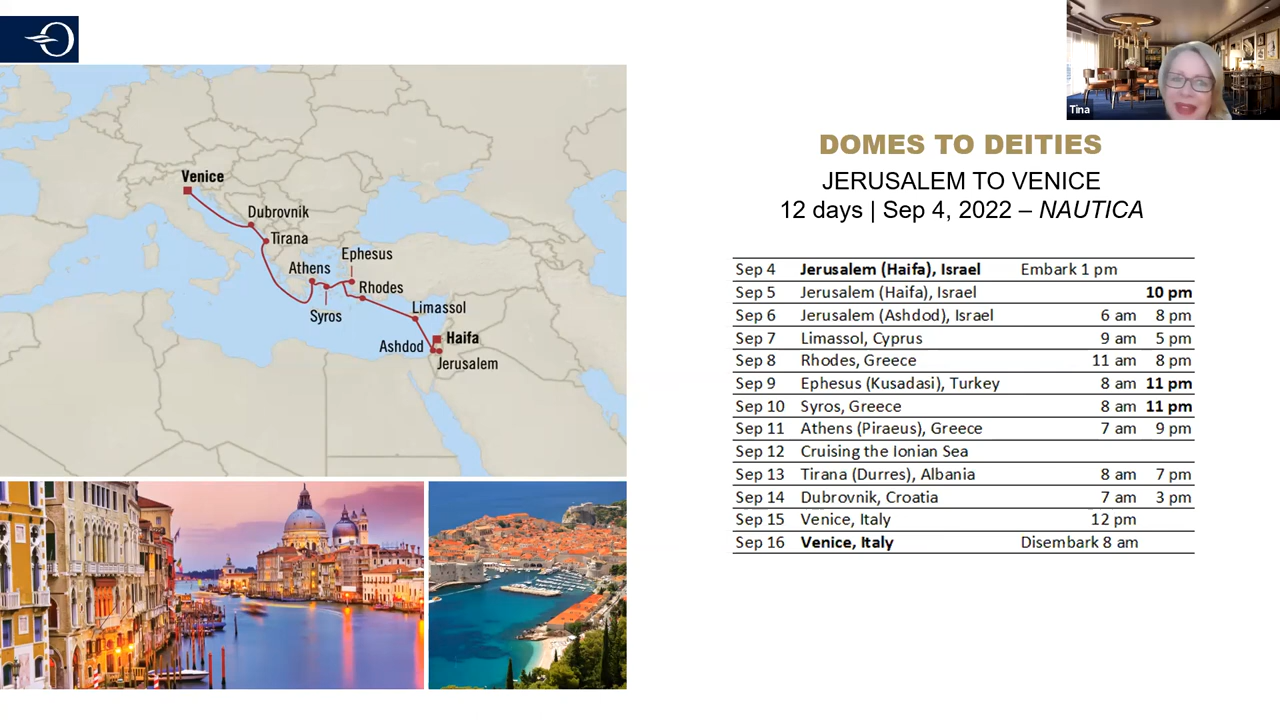 Venice
Dubrovnik
Tirana
Ephesus
Athens
Rhodes
Syros
Limassol
Haifa
Ashdod
Jerusalem
Tina
DOMES TO DEITIES
JERUSALEM TO VENICE
12 days | Sep 4, 2022 – NAUTICA
Sep 4 Jerusalem (Haifa), Israel Embark 1 pm
Sep 5 Jerusalem (Haifa), Israel 10 pm
Sep 6 Jerusalem (Ashdod), Israel 6 am 8 pm
Sep 7 Limassol, Cyprus 9 am 5 pm
Sep 8 Rhodes, Greece 11 am 8 pm
Sep 9 Ephesus (Kusadasi), Turkey 8 am 11 pm
Sep 10 Syros, Greece 8 am 11 pm
Sep 11 Athens (Piraeus), Greece 7 am 9 pm
Sep 12 Cruising the Ionian Sea
Sep 13 Tirana (Durres), Albania 8 am 7 pm
Sep 14 Dubrovnik, Croatia 7 am 3 pm
Sep 15 Venice, Italy 12 pm
Sep 16 Venice, Italy Disembark 8 am